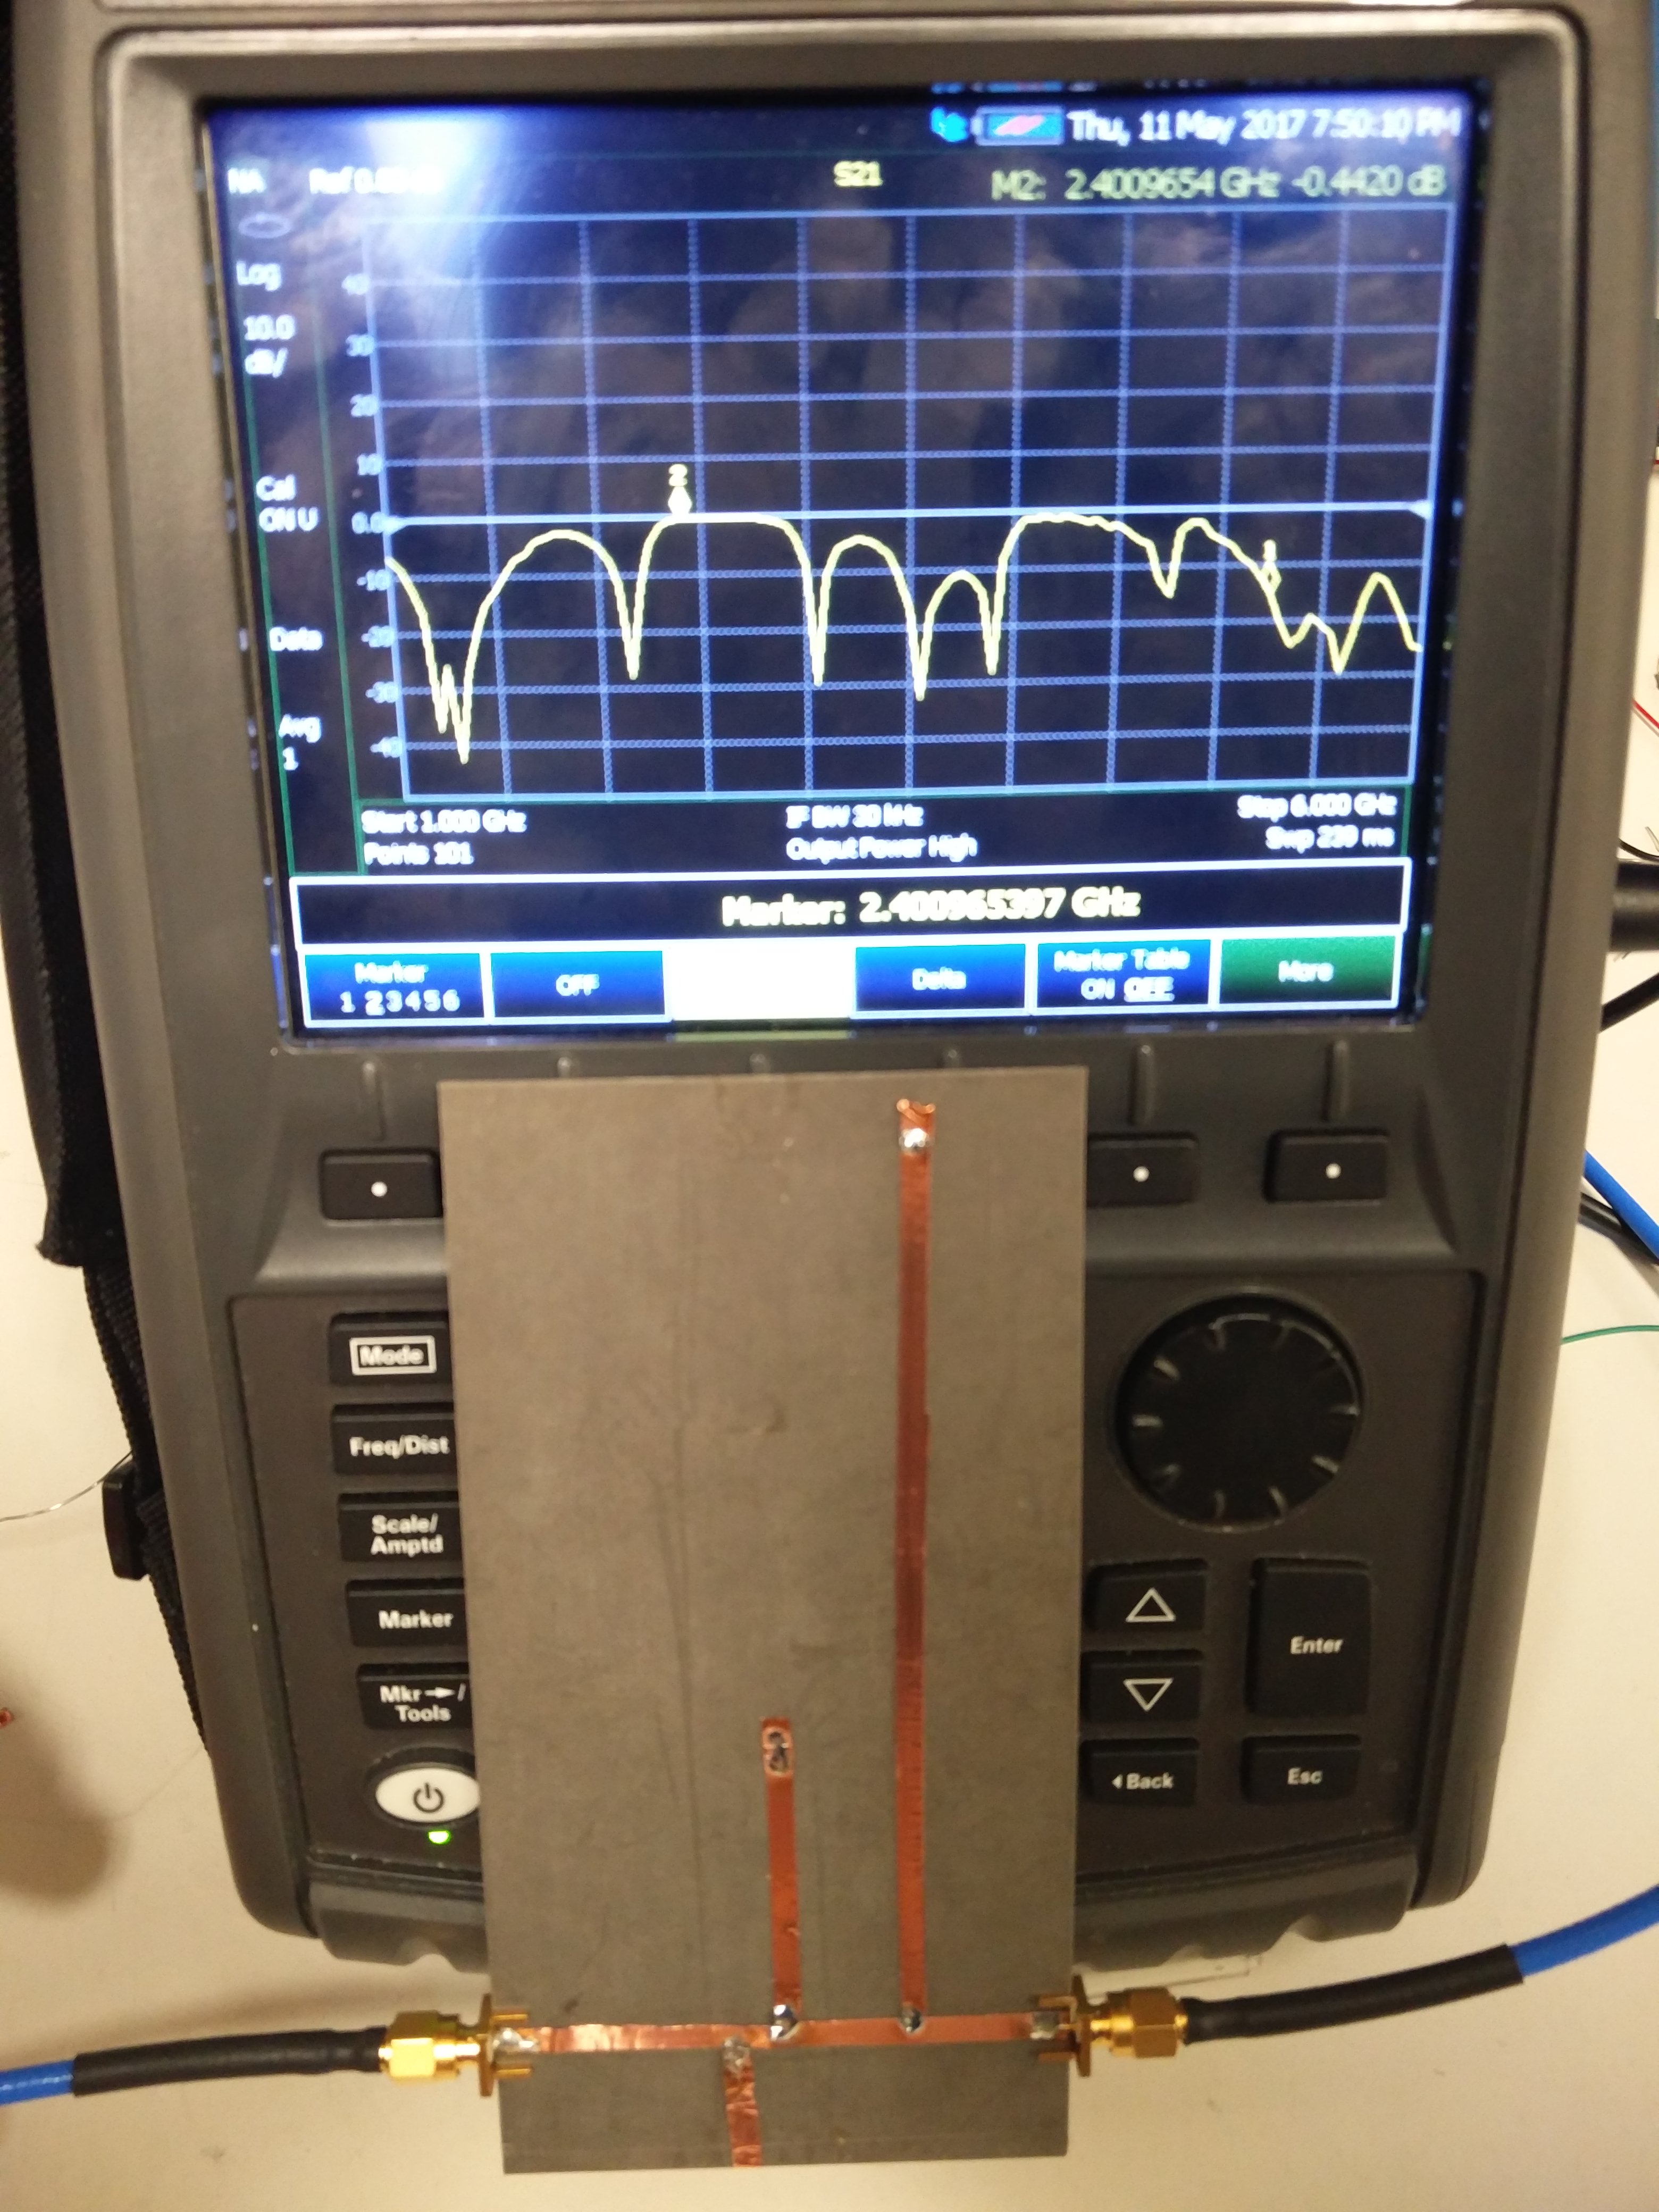 Thu, 11 May 2017 7:50:10 PM
NA
S21
M2: 2.4009654 GHz -0.4420 dB
Log
10.0
dB/
40
30
20
10
0.0
-10
-20
-30
-40
2
1
Cal
ON U
Data
Avg
1
Start 1.000 GHz
IF BW 30 kHz
Stop 6.000 GHz
Points 101
Output Power High
Swp 239 ms
Marker: 2.400965397 GHz
Marker
1 2 3 4 5 6
OFF
Delta
Marker Table
ON OFF
More
Mode
Freq/Dist
Scale/
Amptd
Marker
Mkr→/
Tools
Enter
Back
Esc